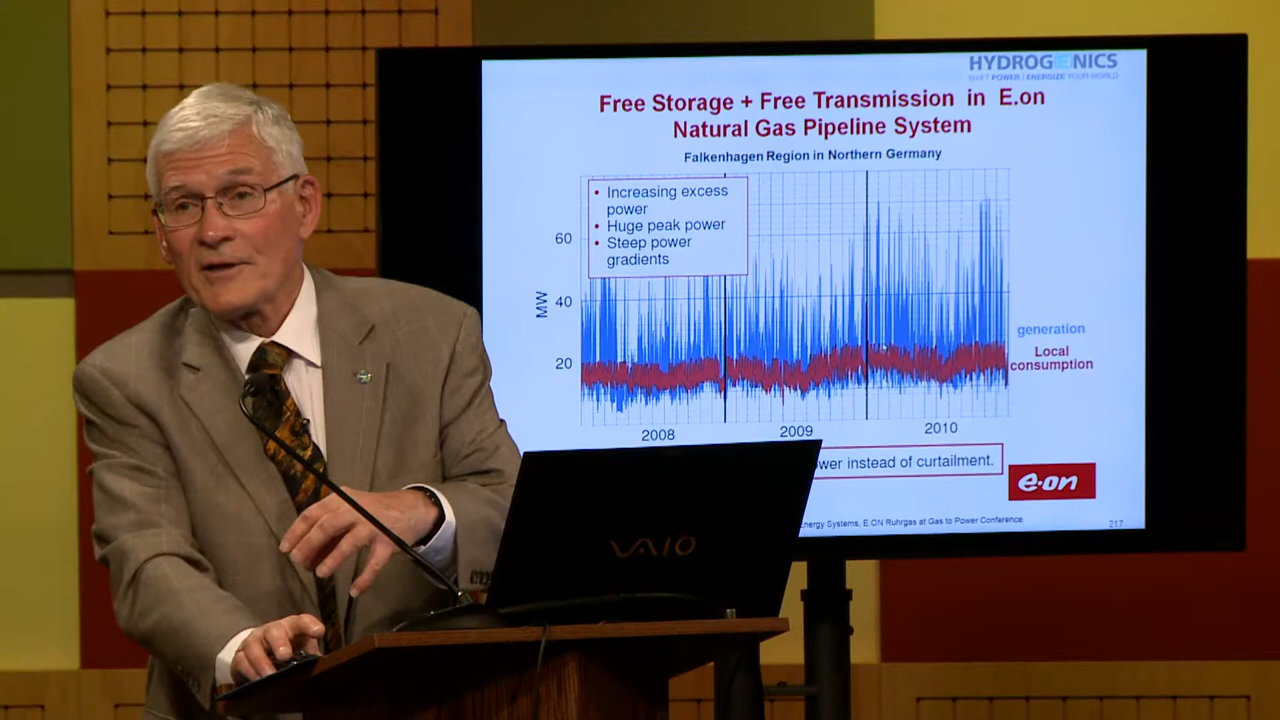 HYDROGENICS
SHIFT POWER | ENERGIZE YOUR WORLD
Free Storage + Free Transmission in E.on
Natural Gas Pipeline System
Falkenhagen Region in Northern Germany
• Increasing excess
power
• Huge peak power
• Steep power
gradients
60
40
20
MW
generation
Local
consumption
2008 2009 2010
instead of curtailment.
e·on
Energy Systems, E.ON Ruhrgas at Gas to Power Conference.
217
VAIO